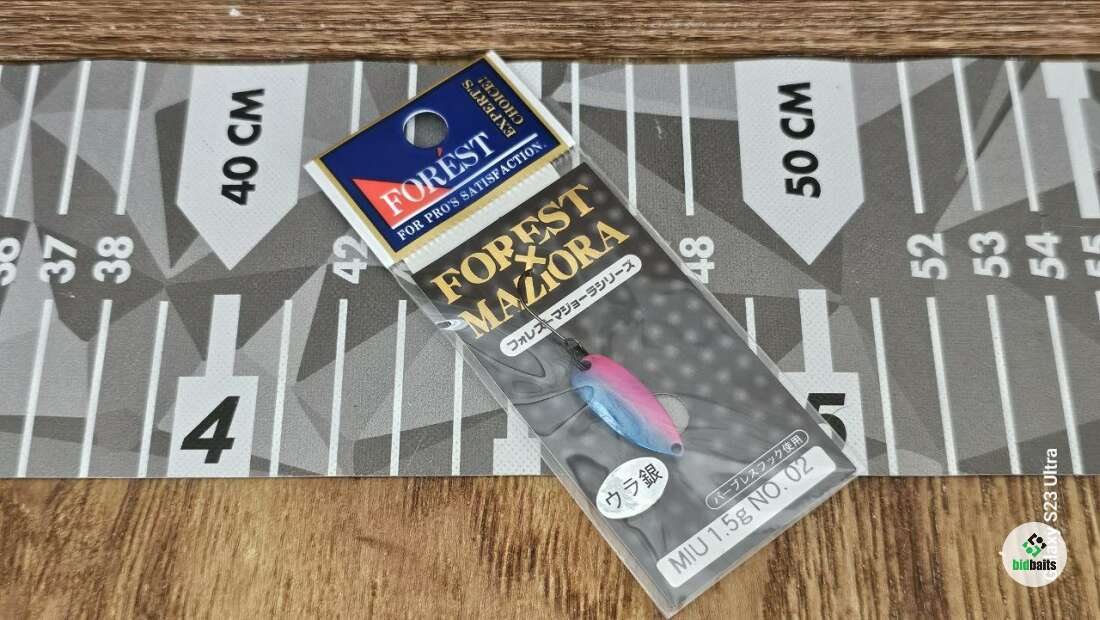 40 CM
50 CM
36
37
38
42
48
52
53
54
4
5
EXPERT'S
CHOICE!
FORÉST
FOR PRO'S SATISFACTION.
FOREST
×
MAZIORA
フォレストーマジョーラシリーズ
ウラ銀
バーブレスフック使用
MIU 1.5g NO. 02
Galaxy S23 Ultra
bidbaits